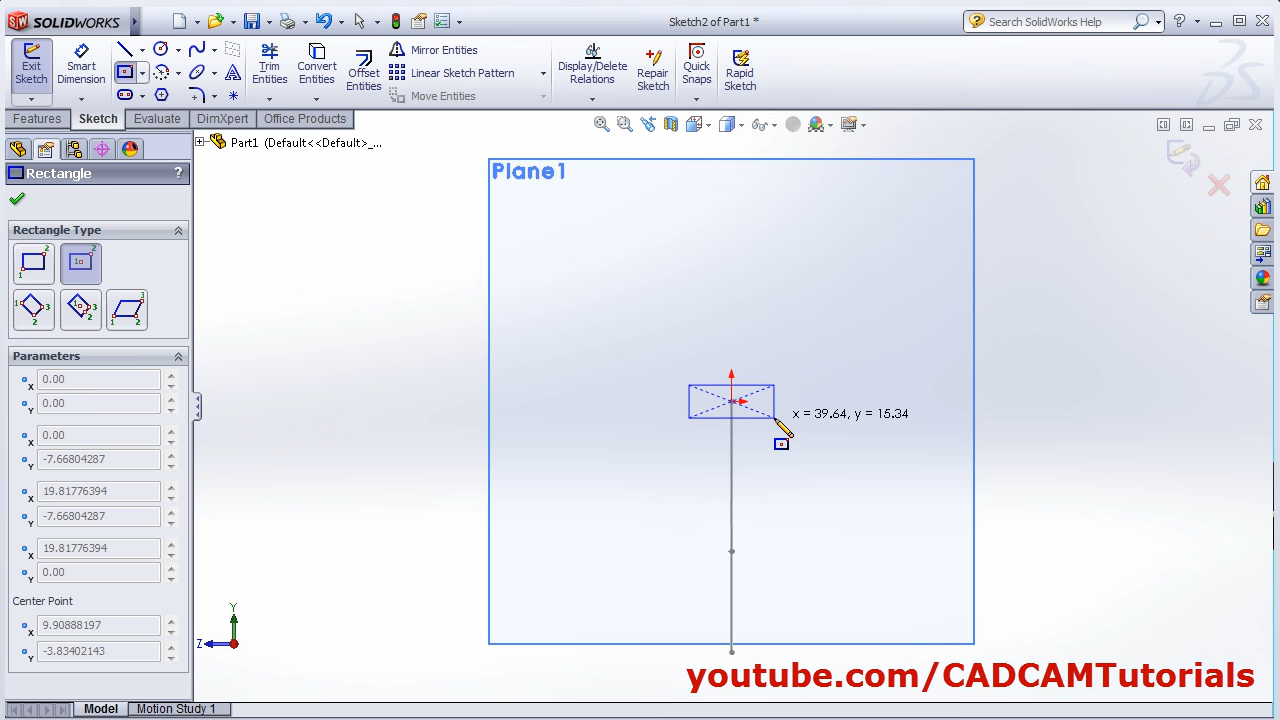 SOLIDWORKS
Sketch2 of Part1 *
Search SolidWorks Help
Exit Sketch
Smart Dimension
Trim Entities
Convert Entities
Offset Entities
Mirror Entities
Linear Sketch Pattern
Move Entities
Display/Delete Relations
Repair Sketch
Quick Snaps
Rapid Sketch
Features
Sketch
Evaluate
DimXpert
Office Products
Part1 (Default<<Default>_...
Rectangle
?
Rectangle Type
Parameters
X 0.00
Y 0.00
X 0.00
Y -7.66804287
X 19.81776394
Y -7.66804287
X 19.81776394
Y 0.00
Center Point
X 9.90888197
Y -3.83402143
Plane1
x = 39.64, y = 15.34
Y
Z
youtube.com/CADCAMTutorials
Model
Motion Study 1